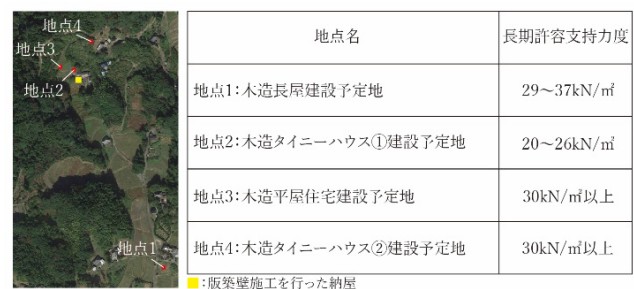 地点4
地点3
地点2
地点1
地点名 長期許容支持力度
地点1:木造長屋建設予定地 29～37kN/㎡
地点2:木造タイニーハウス①建設予定地 20～26kN/㎡
地点3:木造平屋住宅建設予定地 30kN/㎡以上
地点4:木造タイニーハウス②建設予定地 30kN/㎡以上
:版築壁施工を行った納屋